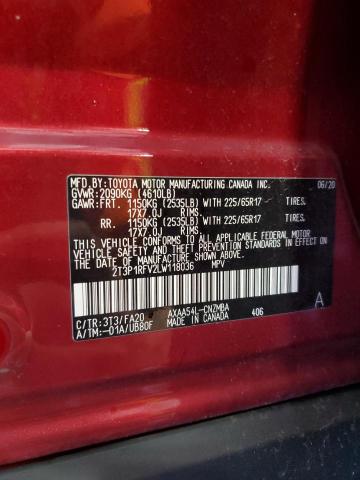 MFD.BY:TOYOTA MOTOR MANUFACTURING CANADA INC. 06/20
GVWR:2090KG (4610LB)
GAWR:FRT. 1150KG (2535LB) WITH 225/65R17 TIRES,
17X7.0J RIMS.
RR. 1150KG (2535LB) WITH 225/65R17 TIRES,
17X7.0J RIMS.
THIS VEHICLE CONFORMS TO ALL APPLICABLE FEDERAL MOTOR
VEHICLE SAFETY, BUMPER, AND THEFT PREVENTION STANDARDS
IN EFFECT ON THE DATE OF MANUFACTURE SHOWN ABOVE.
2T3P1RFV2LW118036 MPV
C/TR:3T3/FA20 AXAA54L-CNZMBA A
A/TM:-01A/UB80F 406